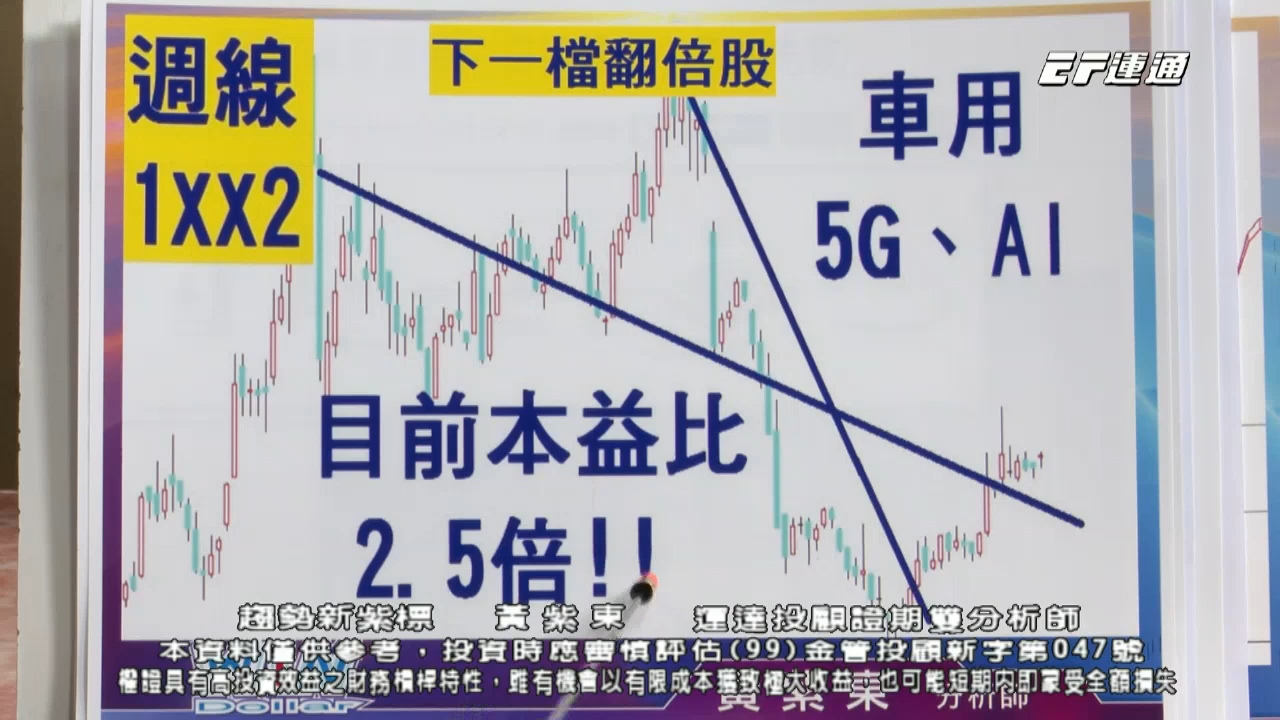 週線
1XX2
下一檔翻倍股
EF運通
車用
5G、AI
目前本益比
2.5倍!!
趨勢新紫標 黃紫東 運達投顧證期雙分析師
本資料僅供參考，投資時應審慎評估(99)金管投顧新字第047號
權證具有高投資效益之財務槓桿特性，雖有機會以有限成本獲致極大收益，也可能短期內即蒙受全額損失
Dollar
黃紫東 分析師